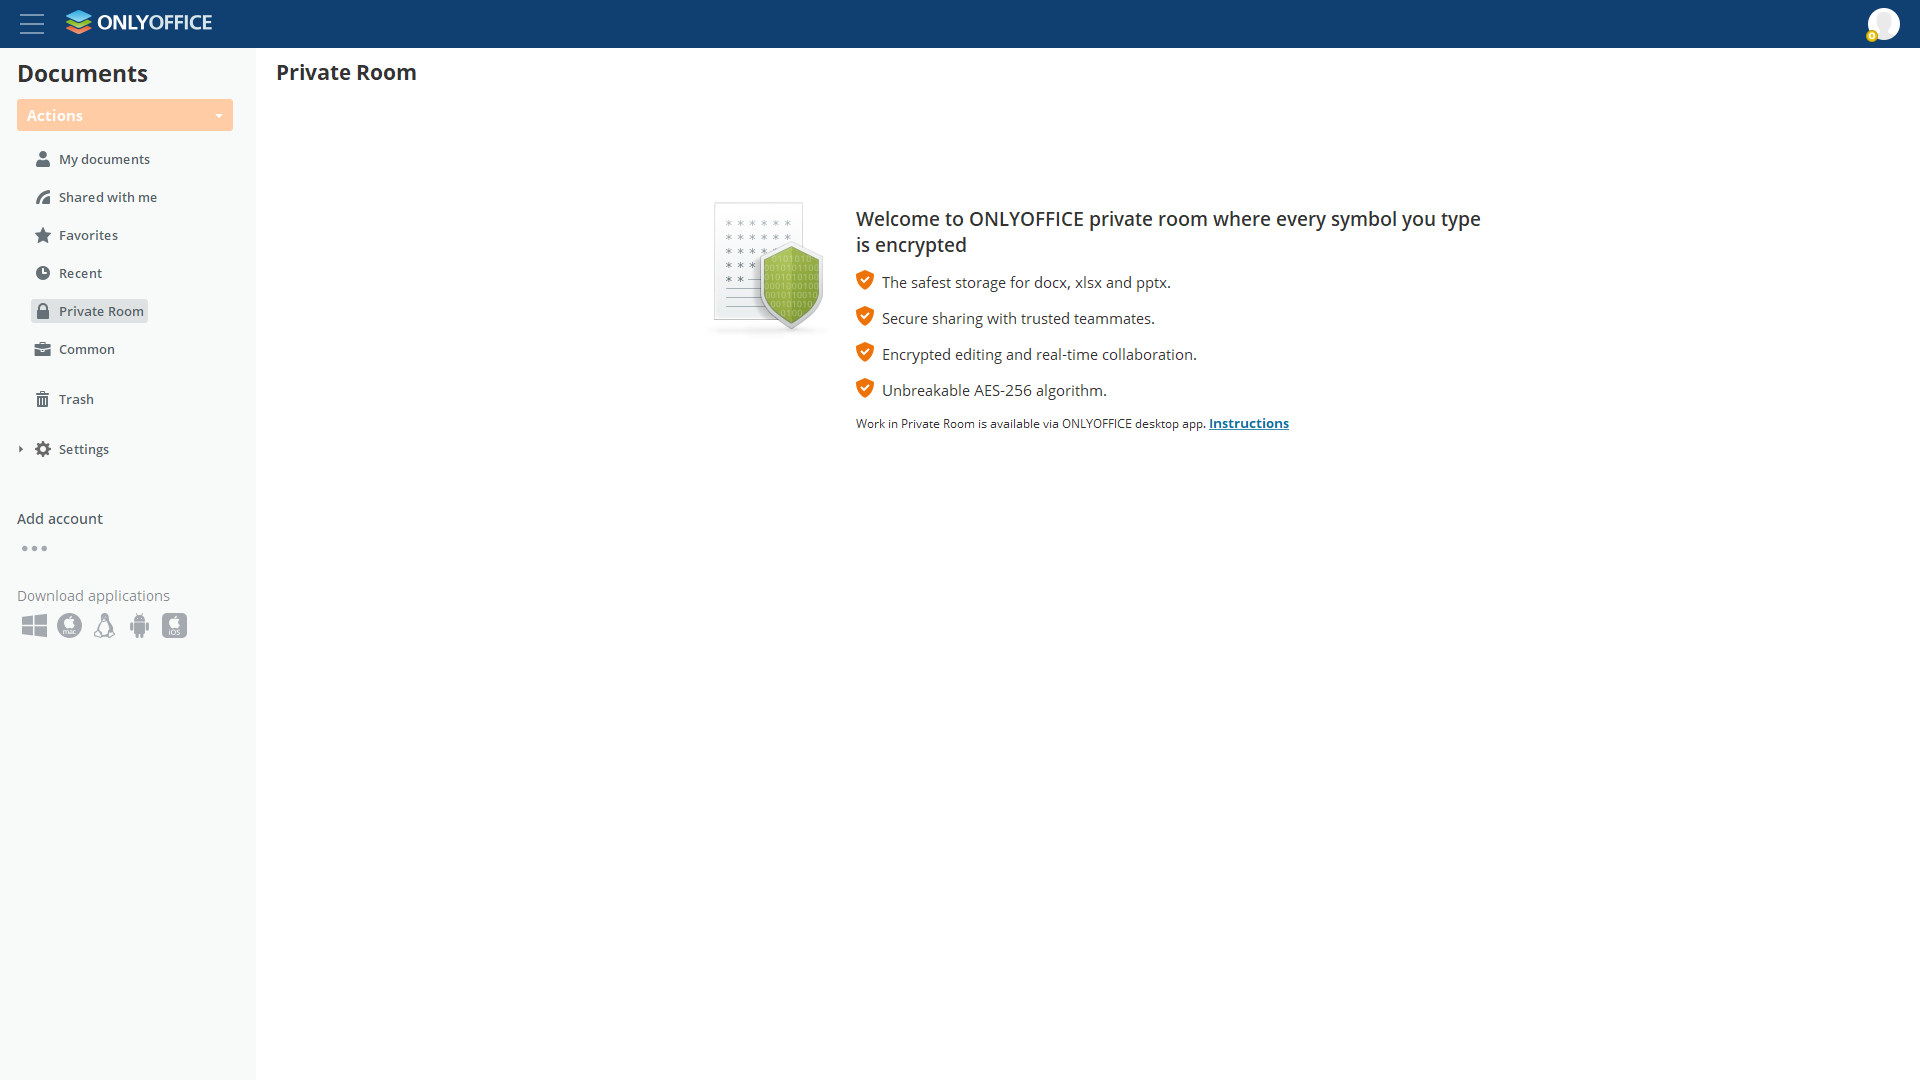 ONLYOFFICE
Documents
Private Room
Actions
My documents
Shared with me
Favorites
Recent
Private Room
Common
Trash
Settings
Add account
Download applications
mac
iOS
Welcome to ONLYOFFICE private room where every symbol you type
is encrypted
The safest storage for docx, xlsx and pptx.
Secure sharing with trusted teammates.
Encrypted editing and real-time collaboration.
Unbreakable AES-256 algorithm.
Work in Private Room is available via ONLYOFFICE desktop app. Instructions